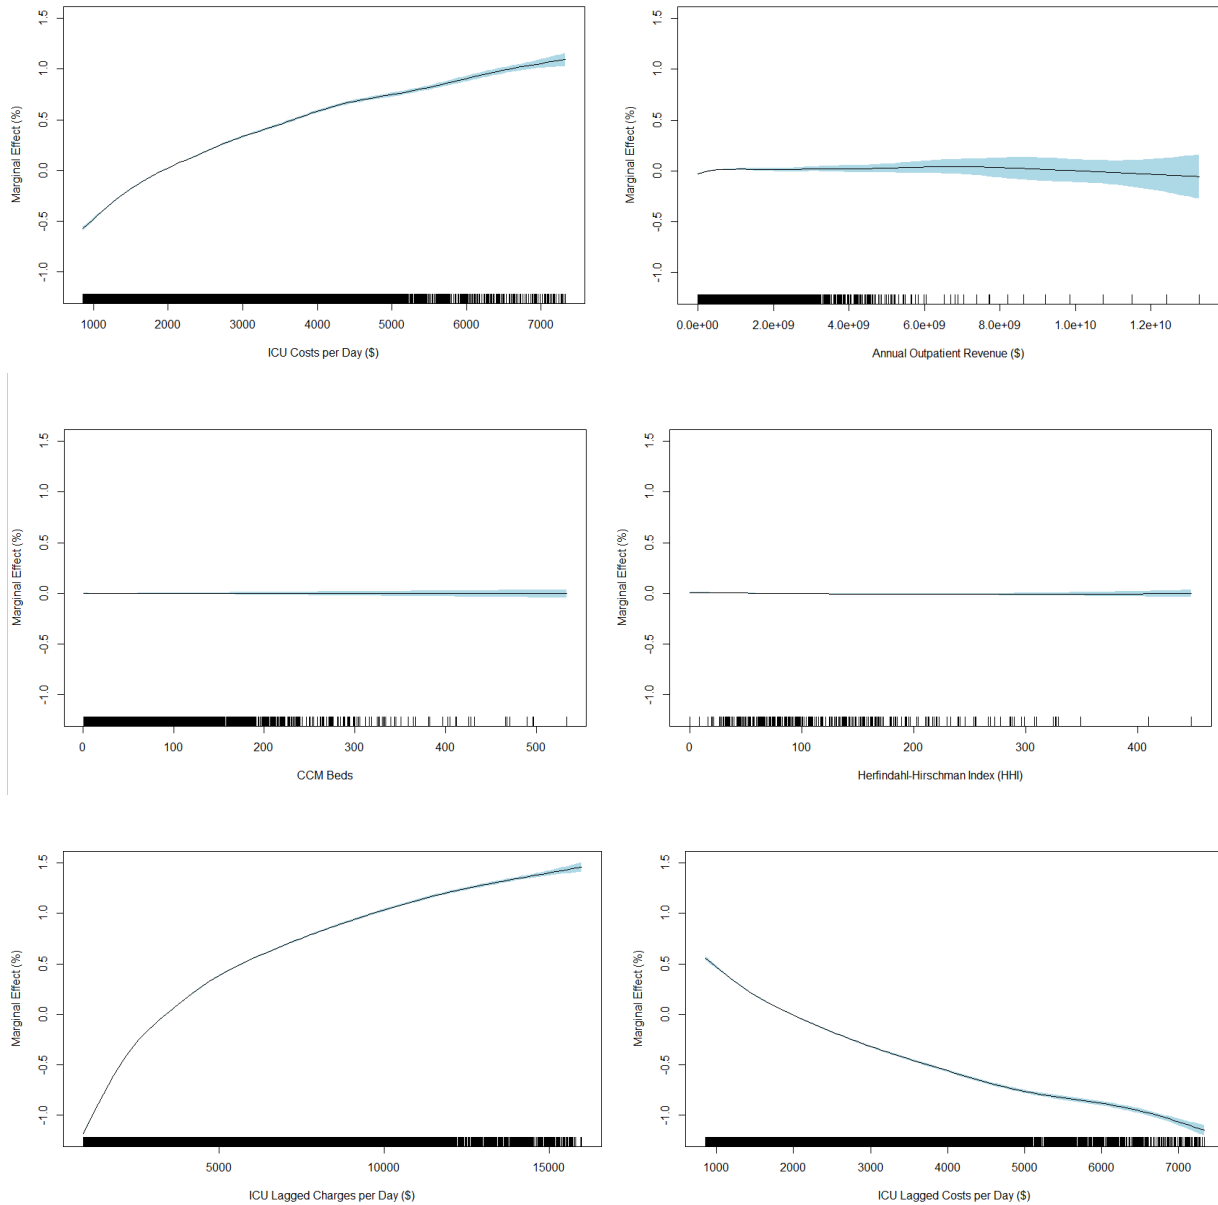 1.5
1.0
0.5
0.0
-0.5
-1.0
Marginal Effect (%)
1000 2000 3000 4000 5000 6000 7000
ICU Costs per Day ($)
1.5
1.0
0.5
0.0
-0.5
-1.0
Marginal Effect (%)
0.0e+00 2.0e+09 4.0e+09 6.0e+09 8.0e+09 1.0e+10 1.2e+10
Annual Outpatient Revenue ($)
1.5
1.0
0.5
0.0
-0.5
-1.0
Marginal Effect (%)
0 100 200 300 400 500
CCM Beds
1.5
1.0
0.5
0.0
-0.5
-1.0
Marginal Effect (%)
0 100 200 300 400
Herfindahl-Hirschman Index (HHI)
1.5
1.0
0.5
0.0
-0.5
-1.0
Marginal Effect (%)
5000 10000 15000
ICU Lagged Charges per Day ($)
1.5
1.0
0.5
0.0
-0.5
-1.0
Marginal Effect (%)
1000 2000 3000 4000 5000 6000 7000
ICU Lagged Costs per Day ($)